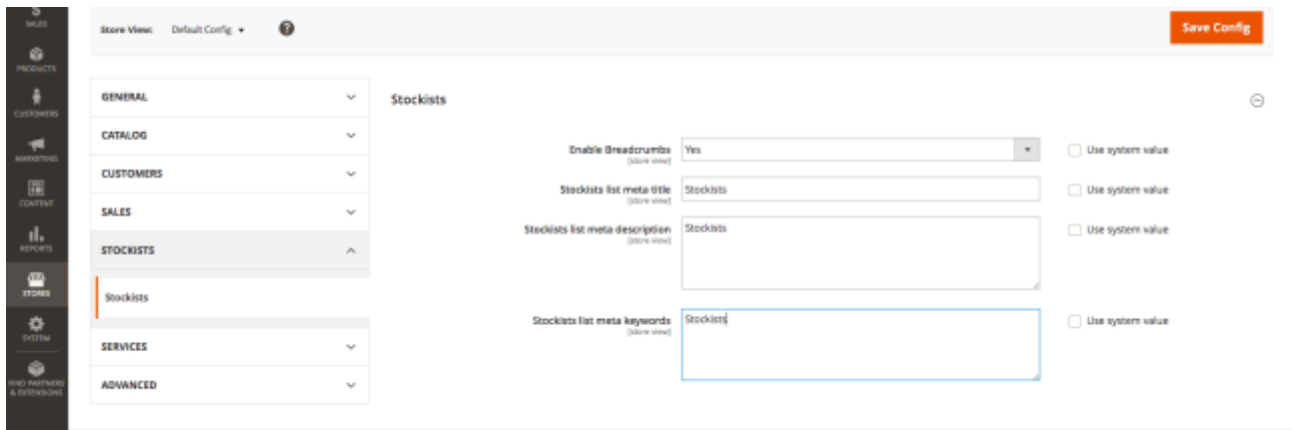 SALES
PRODUCTS
CUSTOMERS
MARKETING
CONTENT
REPORTS
STORES
SYSTEM
FIND PARTNERS
& EXTENSIONS
Store View: Default Config
Save Config
GENERAL
CATALOG
CUSTOMERS
SALES
STOCKISTS
Stockists
SERVICES
ADVANCED
Stockists
Enable Breadcrumbs Yes Use system value
[store view]
Stockists list meta title Stockists Use system value
[store view]
Stockists list meta description Stockists Use system value
[store view]
Stockists list meta keywords Stockists Use system value
[store view]